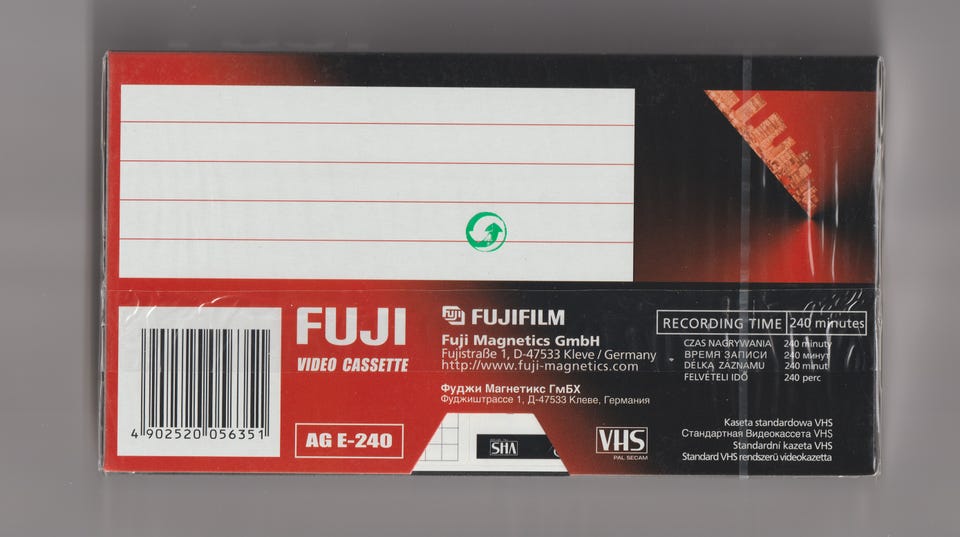 FUJI
VIDEO CASSETTE
AG E-240
4 902520 056351
FUJI FUJIFILM
Fuji Magnetics GmbH
Fujistraße 1, D-47533 Kleve / Germany
http://www.fuji-magnetics.com
Фуджи Магнетикс ГмБХ
Фуджиштрассе 1, Д-47533 Клеве, Германия
RECORDING TIME 240 minutes
CZAS NAGRYWANIA 240 minuty
ВРЕМЯ ЗАПИСИ 240 минут
DÉLKA ZÁZNAMU 240 minut
FELVÉTELI IDŐ 240 perc
VHS
VHS
PAL SECAM
Kaseta standardowa VHS
Стандартная Видеокассета VHS
Standardní kazeta VHS
Standard VHS rendszerű videokazetta